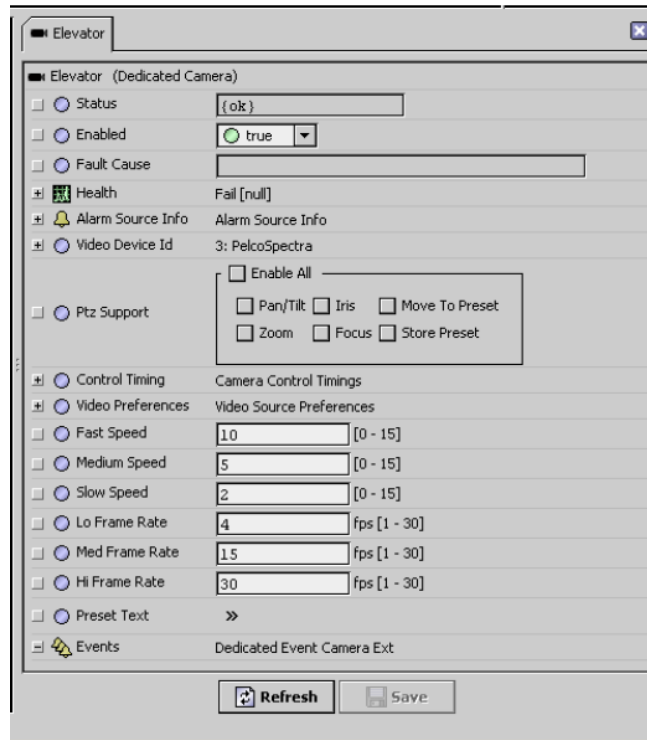 Elevator
Elevator (Dedicated Camera)
Status {ok}
Enabled true
Fault Cause
Health Fail [null]
Alarm Source Info Alarm Source Info
Video Device Id 3: PelcoSpectra
Enable All
Ptz Support
Pan/Tilt Iris Move To Preset
Zoom Focus Store Preset
Control Timing Camera Control Timings
Video Preferences Video Source Preferences
Fast Speed 10 [0 - 15]
Medium Speed 5 [0 - 15]
Slow Speed 2 [0 - 15]
Lo Frame Rate 4 fps [1 - 30]
Med Frame Rate 15 fps [1 - 30]
Hi Frame Rate 30 fps [1 - 30]
Preset Text »
Events Dedicated Event Camera Ext
Refresh Save